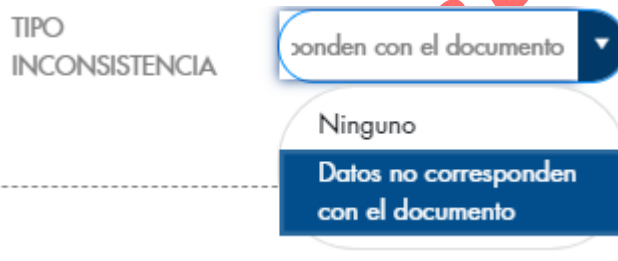 TIPO
INCONSISTENCIA
ponden con el documento
Ninguno
Datos no corresponden
con el documento